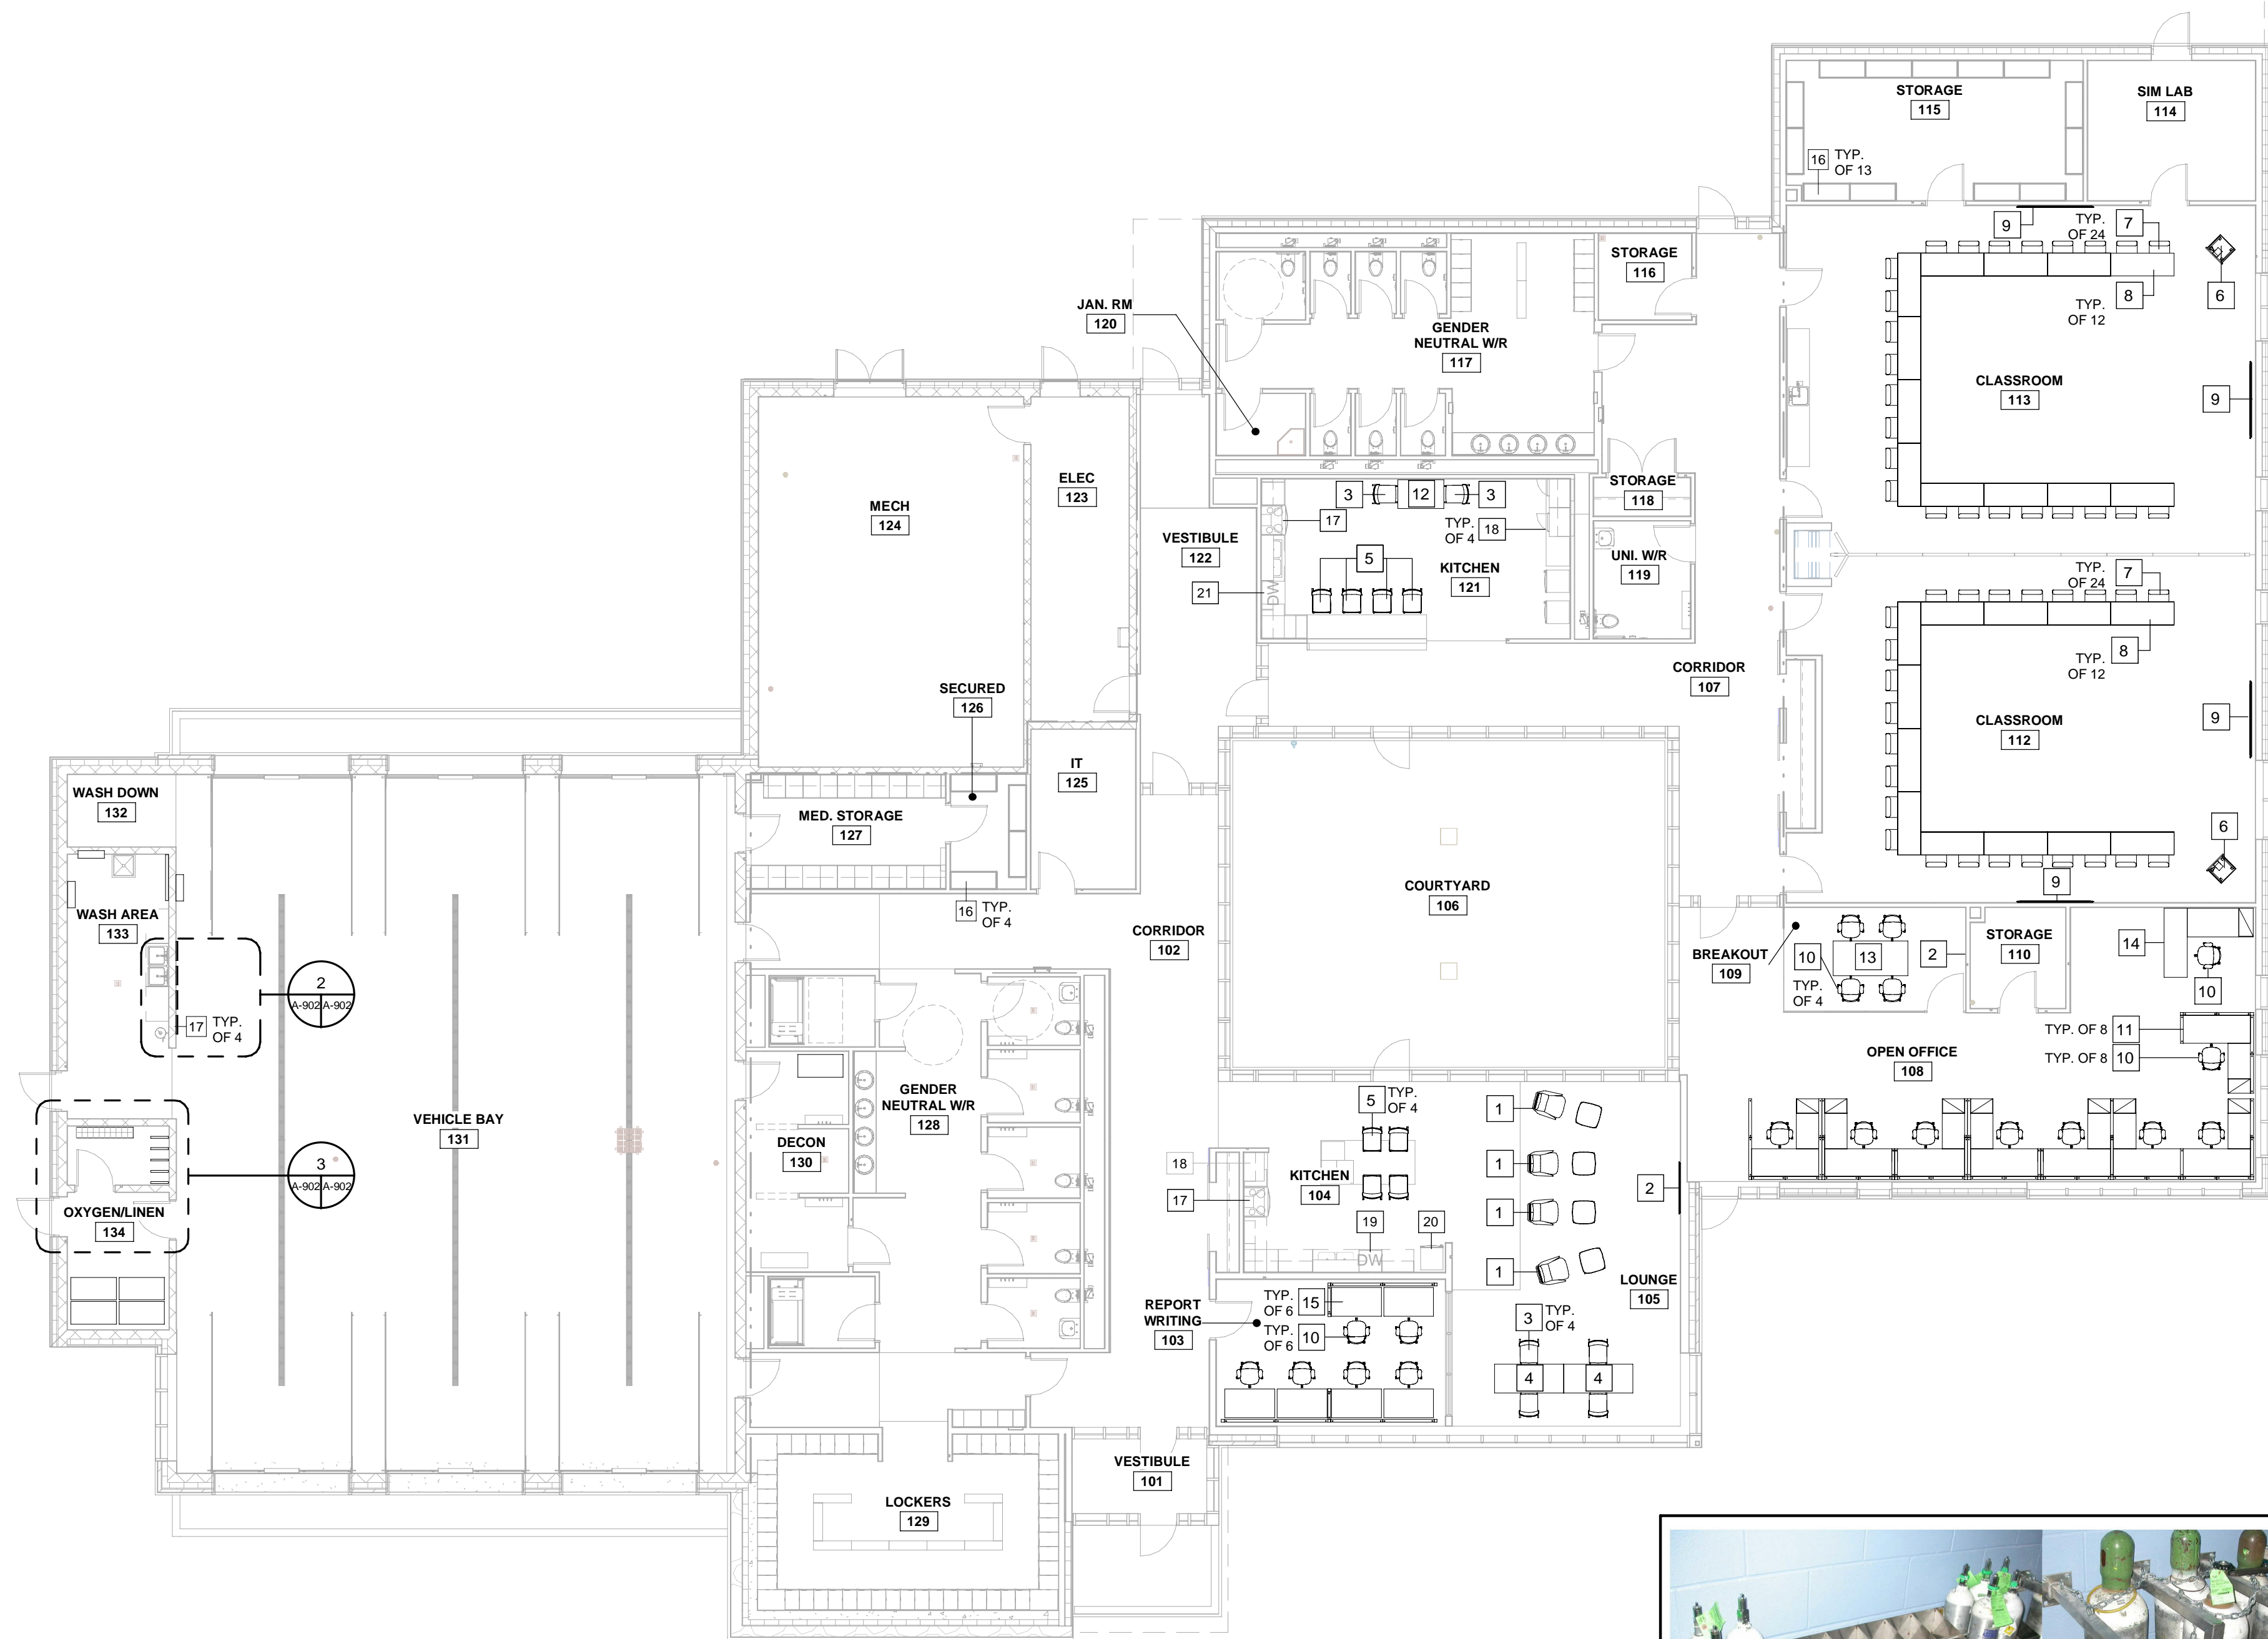 STORAGE
115
SIM LAB
114
16 TYP.
OF 13
9
TYP.
OF 24
7
6
8
TYP.
OF 12
CLASSROOM
113
9
STORAGE
116
JAN. RM
120
GENDER
NEUTRAL W/R
117
STORAGE
118
3
12
3
17
TYP.
OF 4
18
5
KITCHEN
121
DW
21
UNI. W/R
119
VESTIBULE
122
ELEC
123
MECH
124
TYP.
OF 24
7
8
TYP.
OF 12
CLASSROOM
112
9
6
9
CORRIDOR
107
SECURED
126
IT
125
MED. STORAGE
127
16 TYP.
OF 4
COURTYARD
106
CORRIDOR
102
WASH DOWN
132
WASH AREA
133
2
A-902 A-902
17 TYP.
OF 4
VEHICLE BAY
131
3
A-902 A-902
OXYGEN/LINEN
134
BREAKOUT
109
10
TYP.
OF 4
13
2
STORAGE
110
14
10
TYP. OF 8 11
TYP. OF 8 10
OPEN OFFICE
108
GENDER
NEUTRAL W/R
128
DECON
130
5 TYP.
OF 4
1
1
1
1
18
17
KITCHEN
104
19
20
DW
2
LOUNGE
105
REPORT
WRITING
103
TYP.
OF 6
15
TYP.
OF 6
10
3 TYP.
OF 4
4
4
VESTIBULE
101
LOCKERS
129